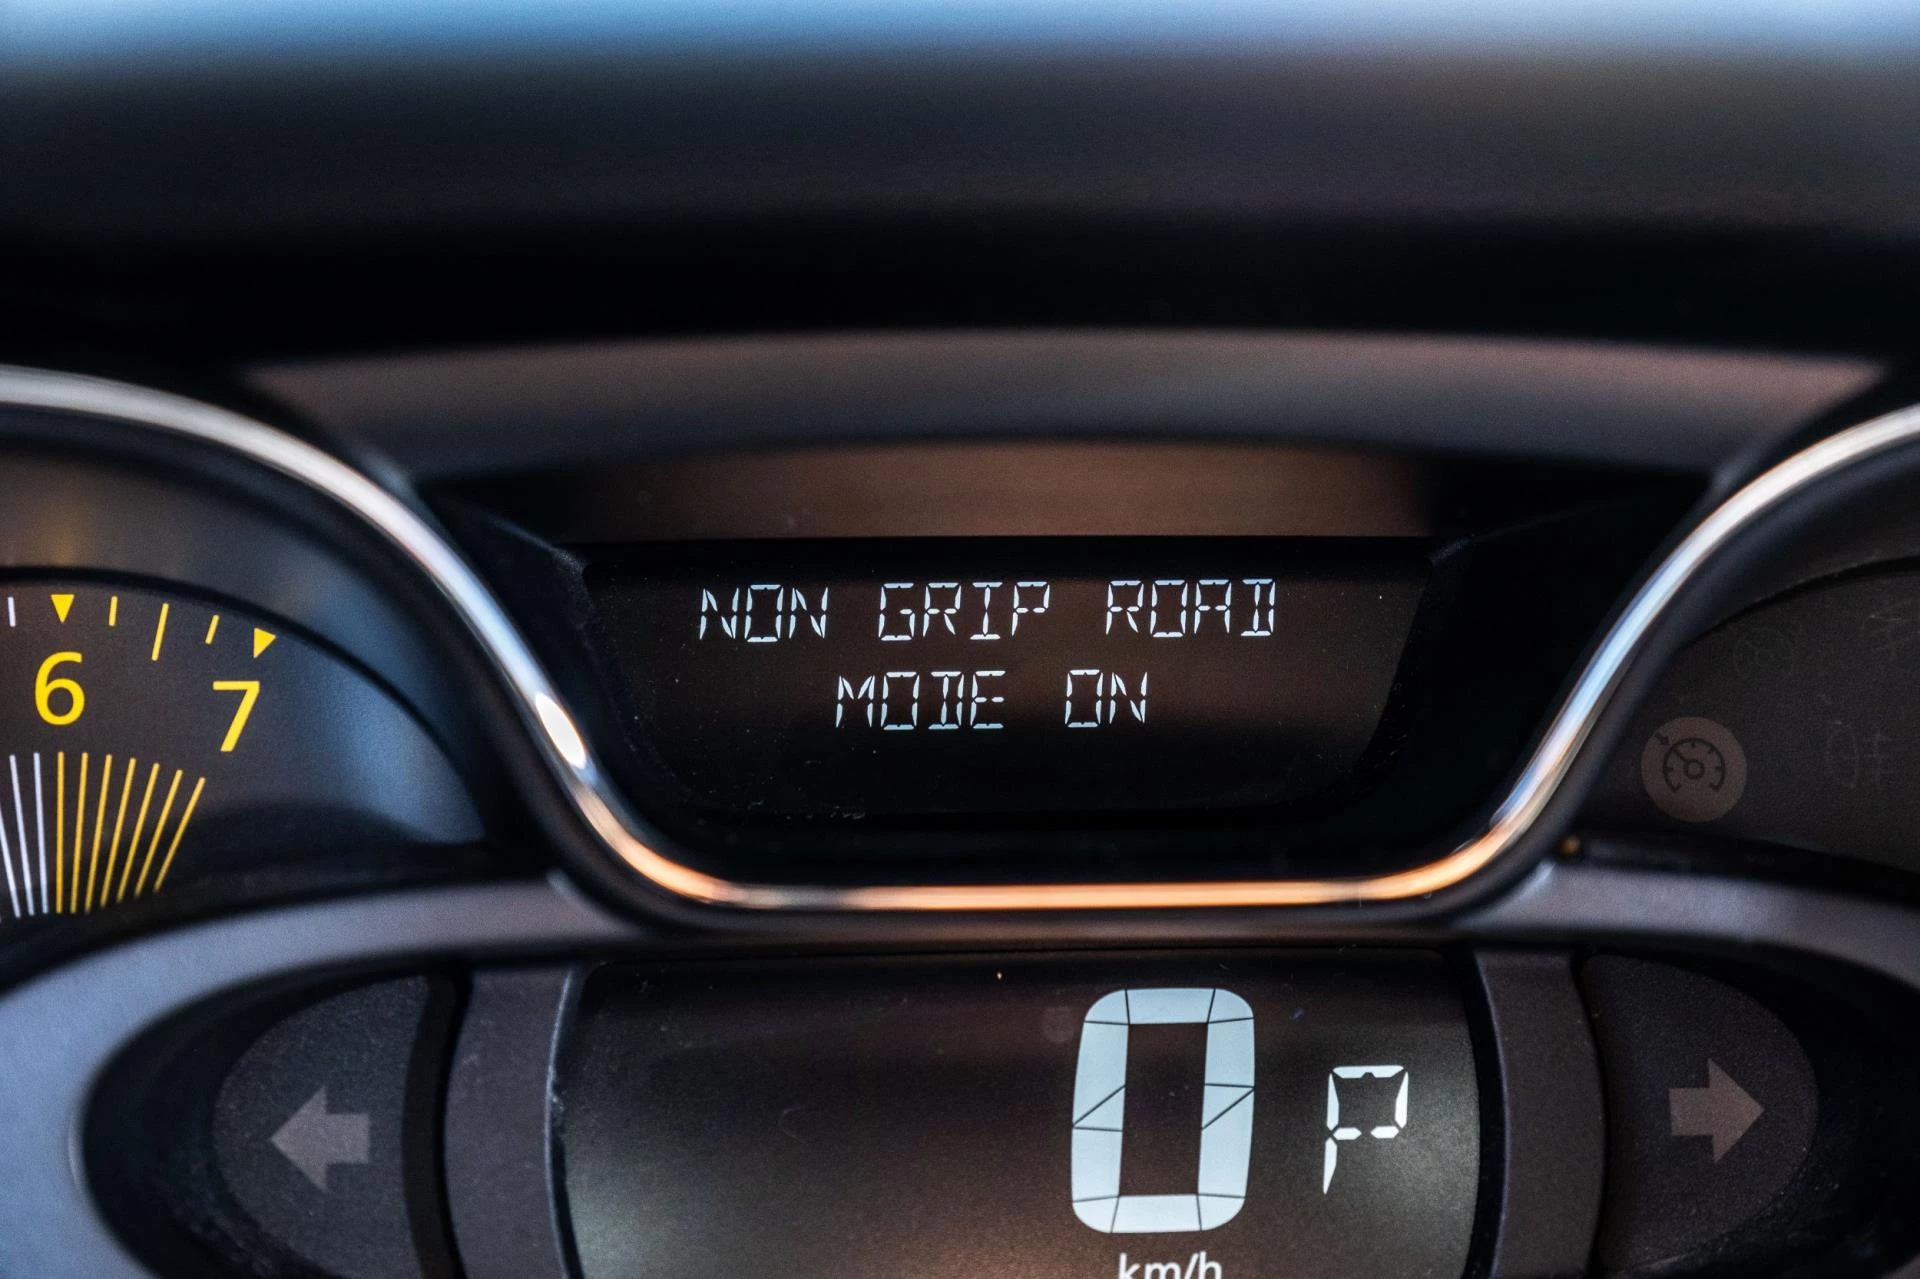 NON GRIP ROAD
MODE ON
6
7
0 P
km/h